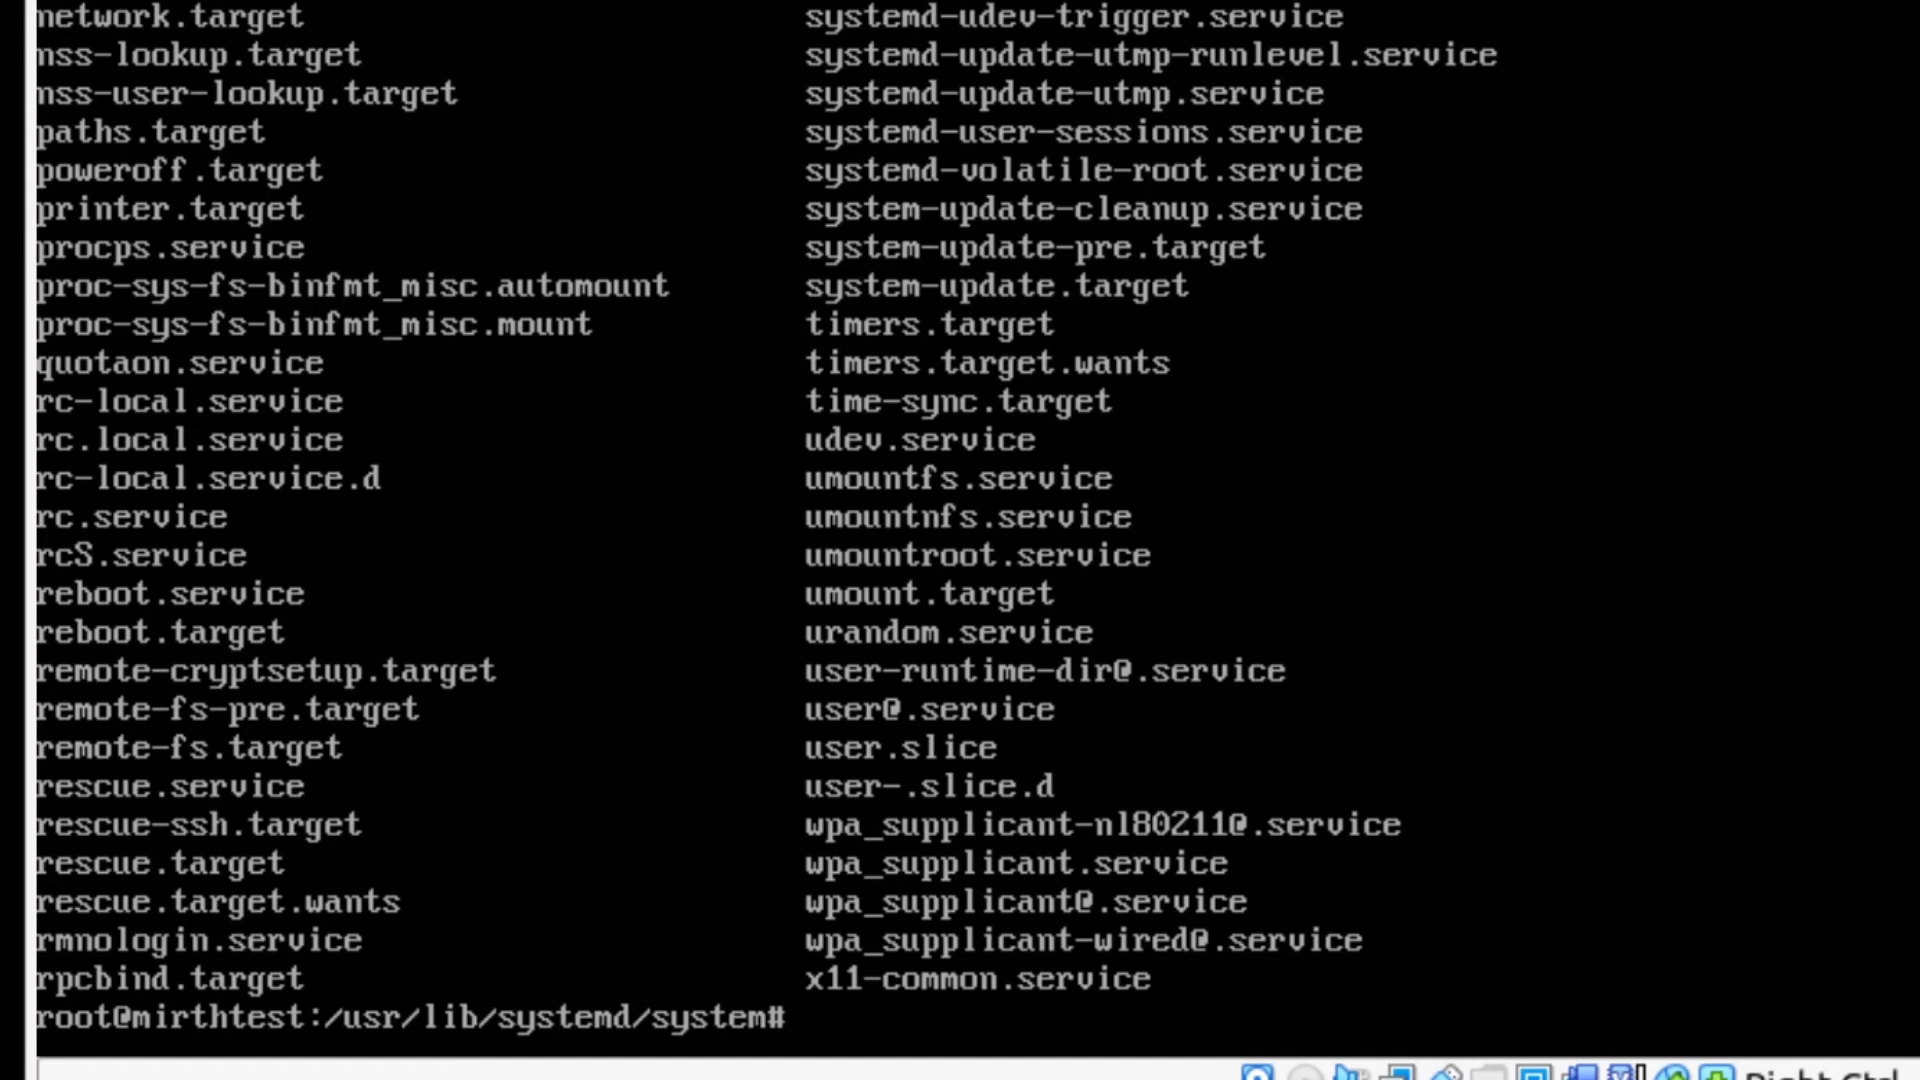 network.target systemd-udev-trigger.service
nss-lookup.target systemd-update-utmp-runlevel.service
nss-user-lookup.target systemd-update-utmp.service
paths.target systemd-user-sessions.service
poweroff.target systemd-volatile-root.service
printer.target system-update-cleanup.service
procps.service system-update-pre.target
proc-sys-fs-binfmt_misc.automount system-update.target
proc-sys-fs-binfmt_misc.mount timers.target
quotaon.service timers.target.wants
rc-local.service time-sync.target
rc.local.service udev.service
rc-local.service.d umountfs.service
rc.service umountnfs.service
rcS.service umountroot.service
reboot.service umount.target
reboot.target urandom.service
remote-cryptsetup.target user-runtime-dir@.service
remote-fs-pre.target user@.service
remote-fs.target user.slice
rescue.service user-.slice.d
rescue-ssh.target wpa_supplicant-nl80211@.service
rescue.target wpa_supplicant.service
rescue.target.wants wpa_supplicant@.service
rmnologin.service wpa_supplicant-wired@.service
rpcbind.target x11-common.service
root@mirthtest:/usr/lib/systemd/system#
Right Ctrl